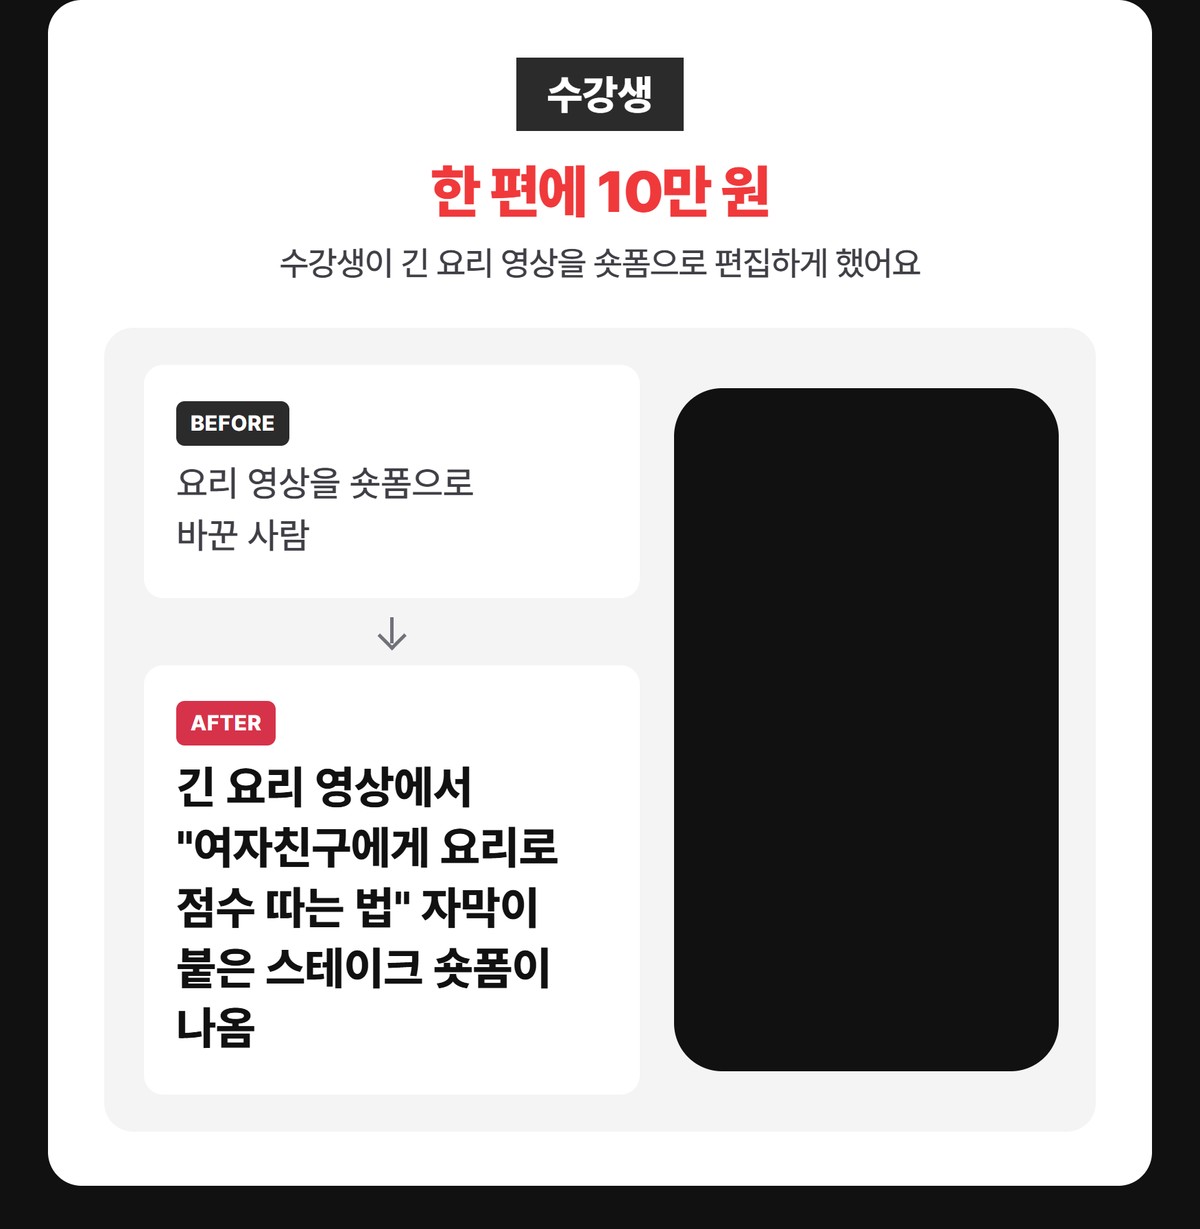 수강생
한 편에 10만 원
수강생이 긴 요리 영상을 숏폼으로 편집하게 했어요
BEFORE
요리 영상을 숏폼으로
바꾼 사람
↓
AFTER
긴 요리 영상에서
"여자친구에게 요리로
점수 따는 법" 자막이
붙은 스테이크 숏폼이
나옴